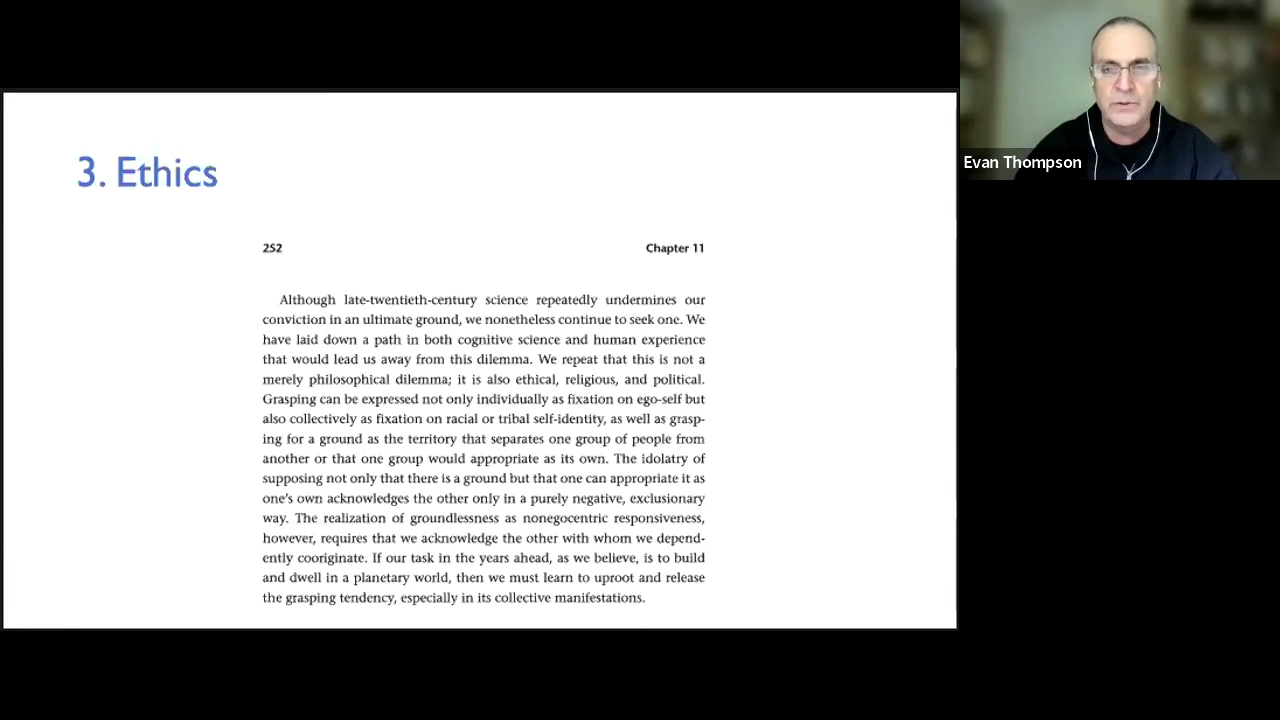 3. Ethics
252
Chapter 11
Although late-twentieth-century science repeatedly undermines our
conviction in an ultimate ground, we nonetheless continue to seek one. We
have laid down a path in both cognitive science and human experience
that would lead us away from this dilemma. We repeat that this is not a
merely philosophical dilemma; it is also ethical, religious, and political.
Grasping can be expressed not only individually as fixation on ego-self but
also collectively as fixation on racial or tribal self-identity, as well as grasp-
ing for a ground as the territory that separates one group of people from
another or that one group would appropriate as its own. The idolatry of
supposing not only that there is a ground but that one can appropriate it as
one's own acknowledges the other only in a purely negative, exclusionary
way. The realization of groundlessness as nonegocentric responsiveness,
however, requires that we acknowledge the other with whom we depend-
ently cooriginate. If our task in the years ahead, as we believe, is to build
and dwell in a planetary world, then we must learn to uproot and release
the grasping tendency, especially in its collective manifestations.
Evan Thompson